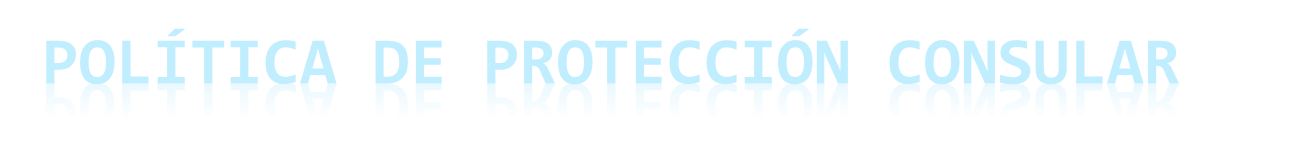 POLÍTICA DE PROTECCIÓN CONSULAR